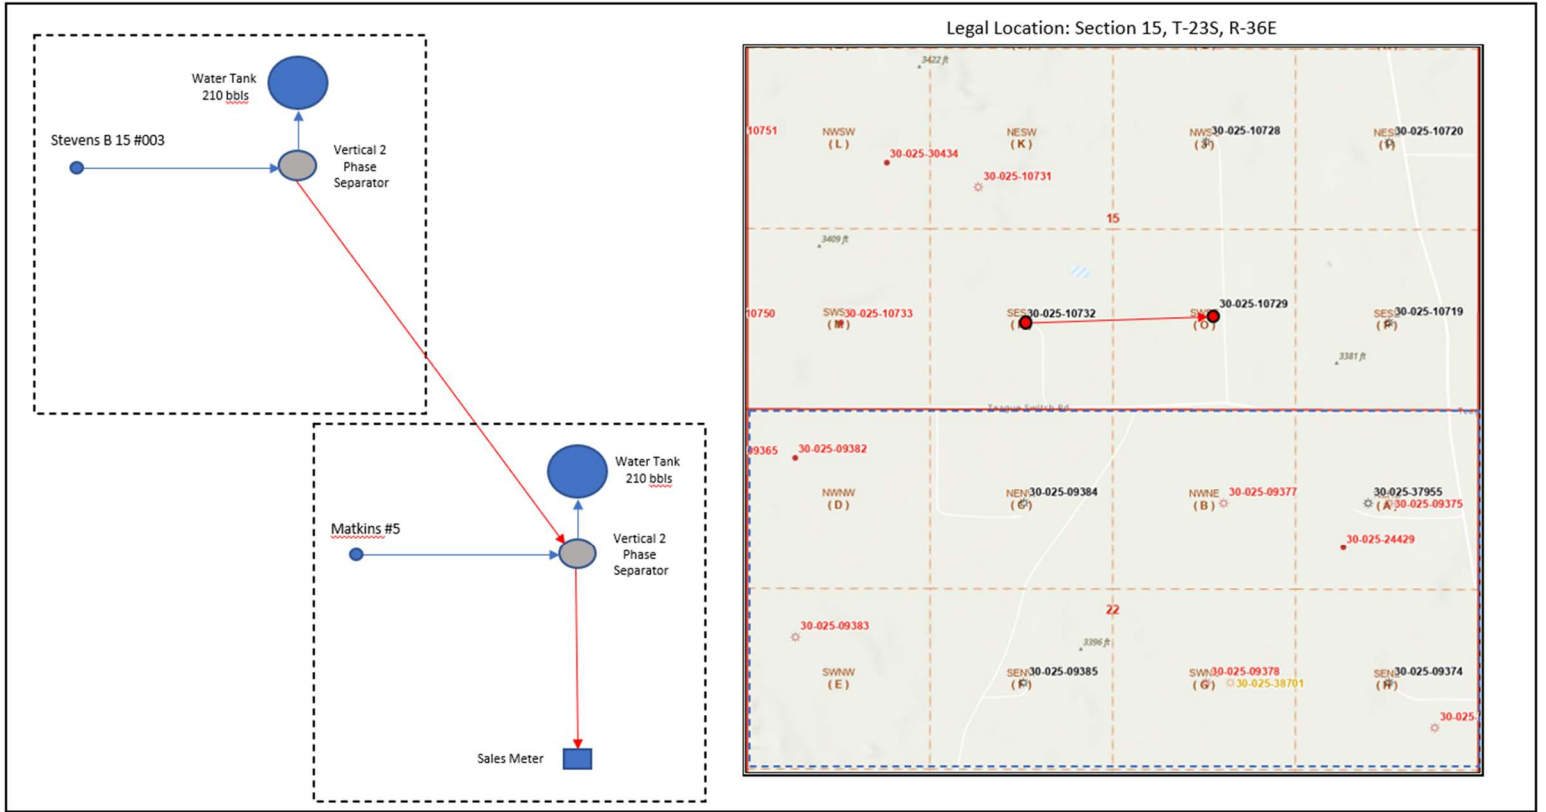 Legal Location: Section 15, T-23S, R-36E
Water Tank
210 bbls
Stevens B 15 #003
Vertical 2
Phase
Separator
Water Tank
210 bbls
Matkins #5
Vertical 2
Phase
Separator
Sales Meter
3422 ft
10751
NWSW
(L)
30-025-30434
NESW
(K)
30-025-10731
30-025-10728
30-025-10720
15
3409 ft
10750
30-025-10733
30-025-10732
30-025-10729
(O)
30-025-10719
3381 ft
Teague Switch Rd
09365
30-025-09382
NWNW
(D)
30-025-09384
NWNE
(B)
30-025-09377
30-025-37955
(A)
30-025-09375
30-025-24429
22
30-025-09383
3396 ft
SWNW
(E)
30-025-09385
30-025-09378
(G)
30-025-38701
30-025-09374
30-025-